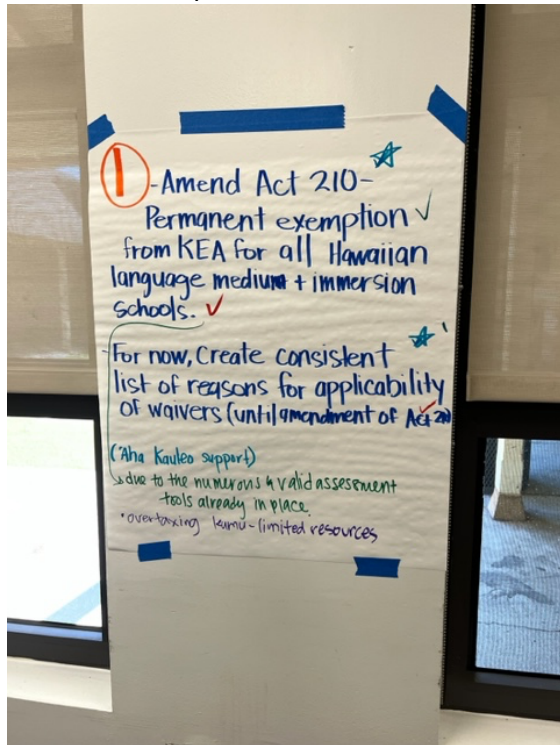 1 -Amend Act 210-
Permanent exemption
from KEA for all Hawaiian
language medium + immersion
schools.
-For now, Create consistent
list of reasons for applicability
of waivers (until amendment of Act 210)
('Aha Kauleo support)
due to the numerous & valid assessment
tools already in place.
• overtaxing kumu - limited resources